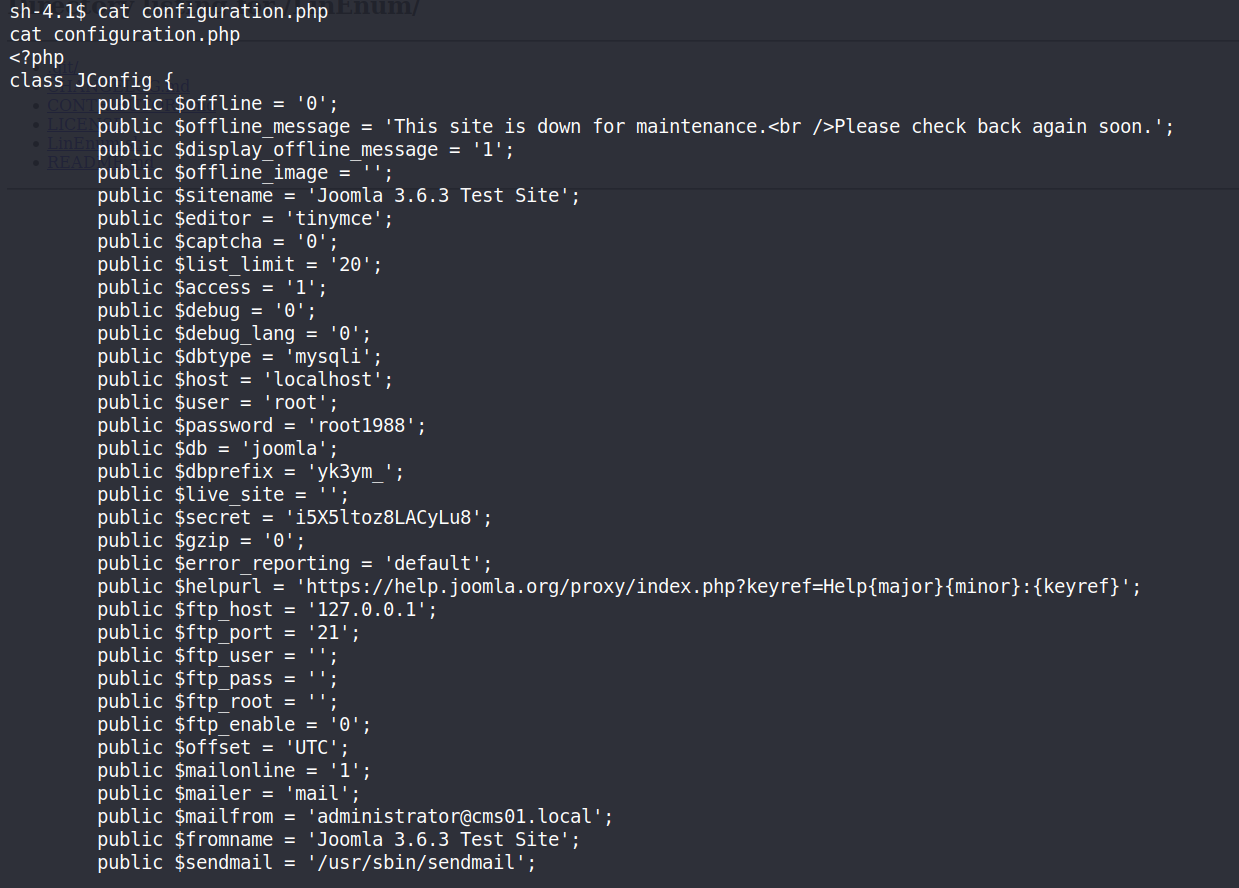 sh-4.1$ cat configuration.php
cat configuration.php
<?php
class JConfig {
        public $offline = '0';
        public $offline_message = 'This site is down for maintenance.<br />Please check back again soon.';
        public $display_offline_message = '1';
        public $offline_image = '';
        public $sitename = 'Joomla 3.6.3 Test Site';
        public $editor = 'tinymce';
        public $captcha = '0';
        public $list_limit = '20';
        public $access = '1';
        public $debug = '0';
        public $debug_lang = '0';
        public $dbtype = 'mysqli';
        public $host = 'localhost';
        public $user = 'root';
        public $password = 'root1988';
        public $db = 'joomla';
        public $dbprefix = 'yk3ym_';
        public $live_site = '';
        public $secret = 'i5X5ltoz8LACyLu8';
        public $gzip = '0';
        public $error_reporting = 'default';
        public $helpurl = 'https://help.joomla.org/proxy/index.php?keyref=Help{major}{minor}:{keyref}';
        public $ftp_host = '127.0.0.1';
        public $ftp_port = '21';
        public $ftp_user = '';
        public $ftp_pass = '';
        public $ftp_root = '';
        public $ftp_enable = '0';
        public $offset = 'UTC';
        public $mailonline = '1';
        public $mailer = 'mail';
        public $mailfrom = 'administrator@cms01.local';
        public $fromname = 'Joomla 3.6.3 Test Site';
        public $sendmail = '/usr/sbin/sendmail';